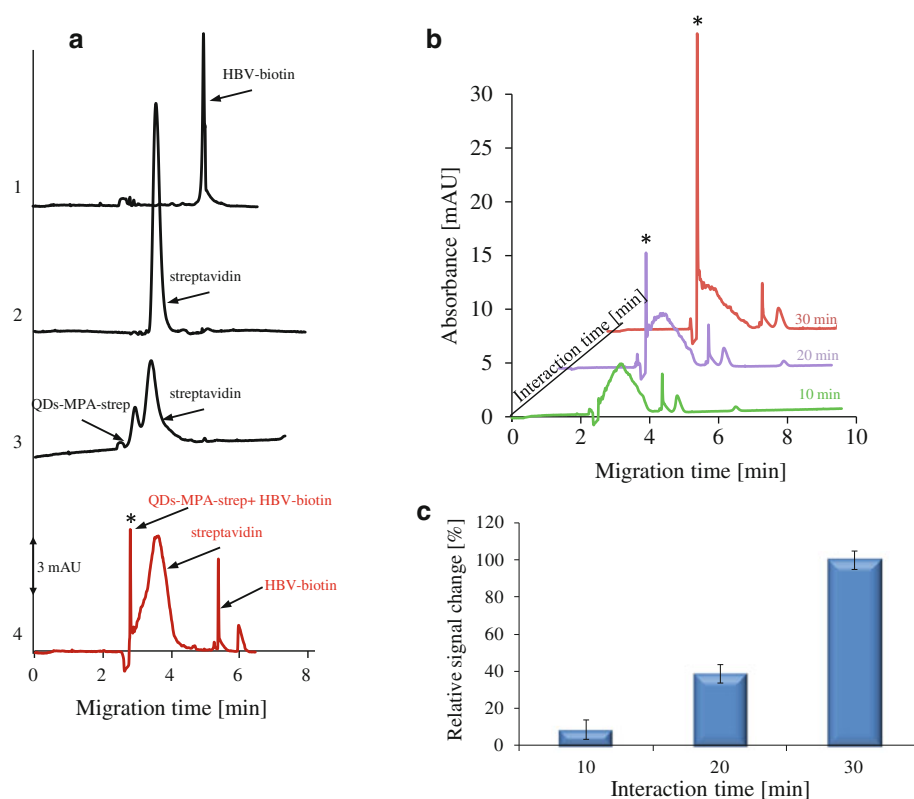 a
HBV-biotin
1
streptavidin
2
QDs-MPA-strep
streptavidin
3
QDs-MPA-strep+ HBV-biotin
*
streptavidin
3 mAU
HBV-biotin
4
0 2 4 6 8
Migration time [min]
b
*
*
30
25
20
15
10
5
0
Absorbance [mAU]
Interaction time [min]
30 min
20 min
10 min
0 2 4 6 8 10
Migration time [min]
c
120
100
80
60
40
20
0
Relative signal change [%]
10 20 30
Interaction time [min]